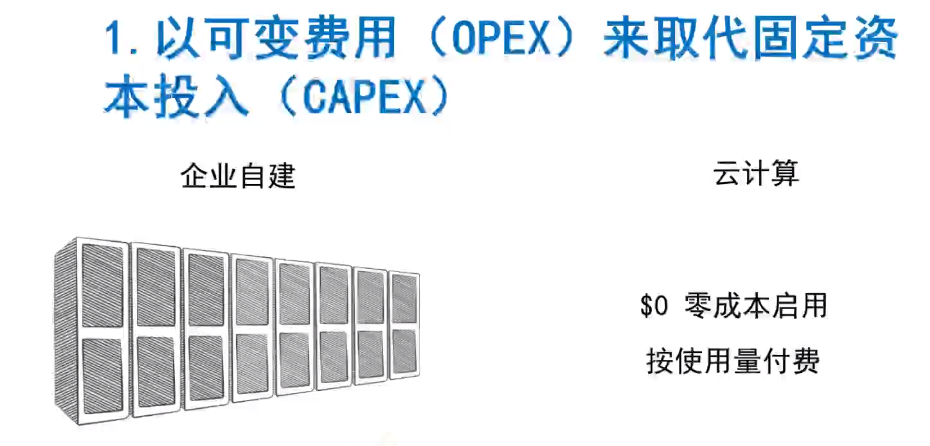 1. 以可变费用（OPEX）来取代固定资
本投入（CAPEX）
企业自建
云计算
$0 零成本启用
按使用量付费